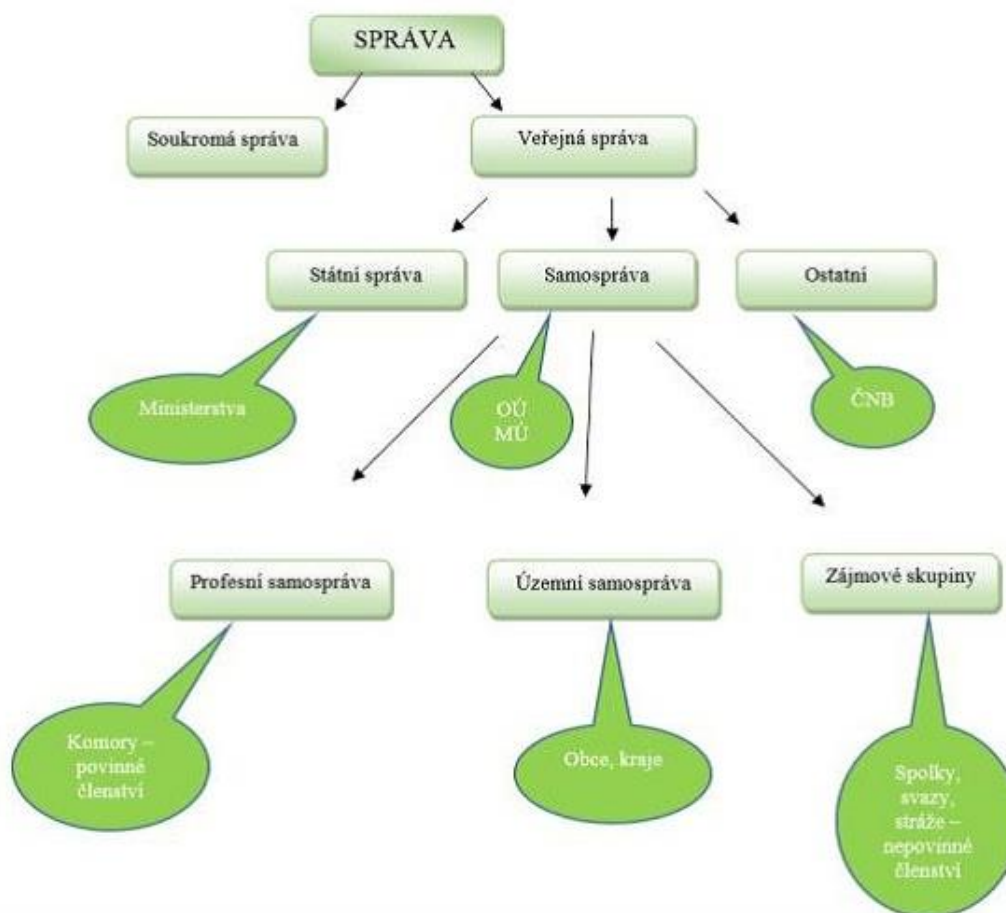 SPRÁVA
Soukromá správa
Veřejná správa
Státní správa
Samospráva
Ostatní
Ministerstva
OÚ
MÚ
ČNB
Profesní samospráva
Územní samospráva
Zájmové skupiny
Komory –
povinné
členství
Obce, kraje
Spolky,
svazy,
stráže –
nepovinné
členství